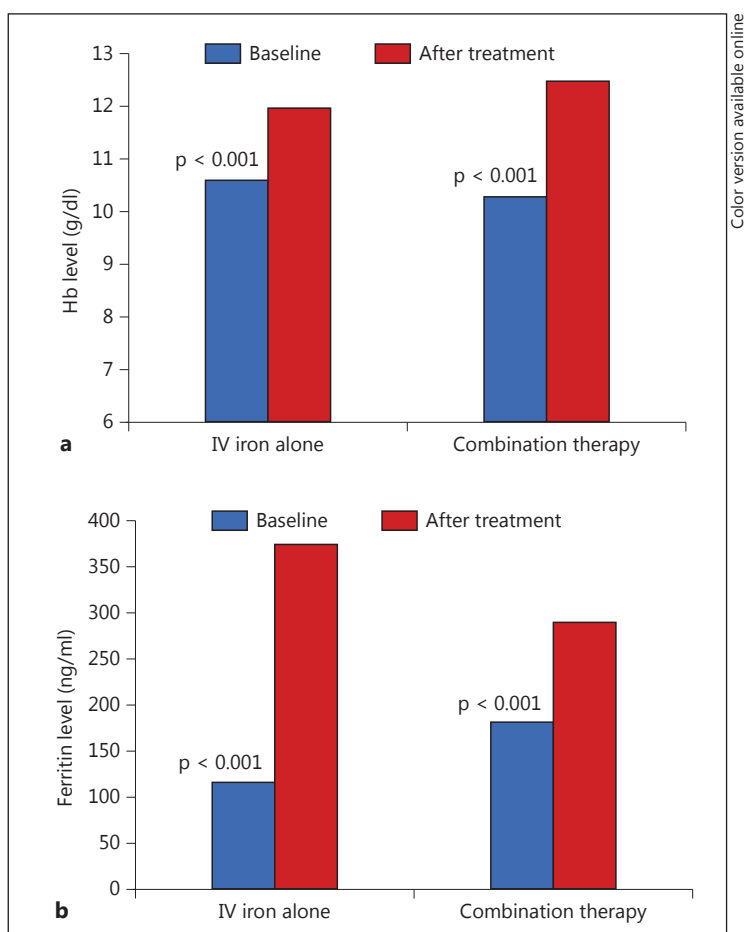 Color version available online
Baseline After treatment
13
12
11
10
9
8
7
6
Hb level (g/dl)
p < 0.001
p < 0.001
a
IV iron alone Combination therapy
Baseline After treatment
400
350
300
250
200
150
100
50
0
Ferritin level (ng/ml)
p < 0.001
p < 0.001
b
IV iron alone Combination therapy